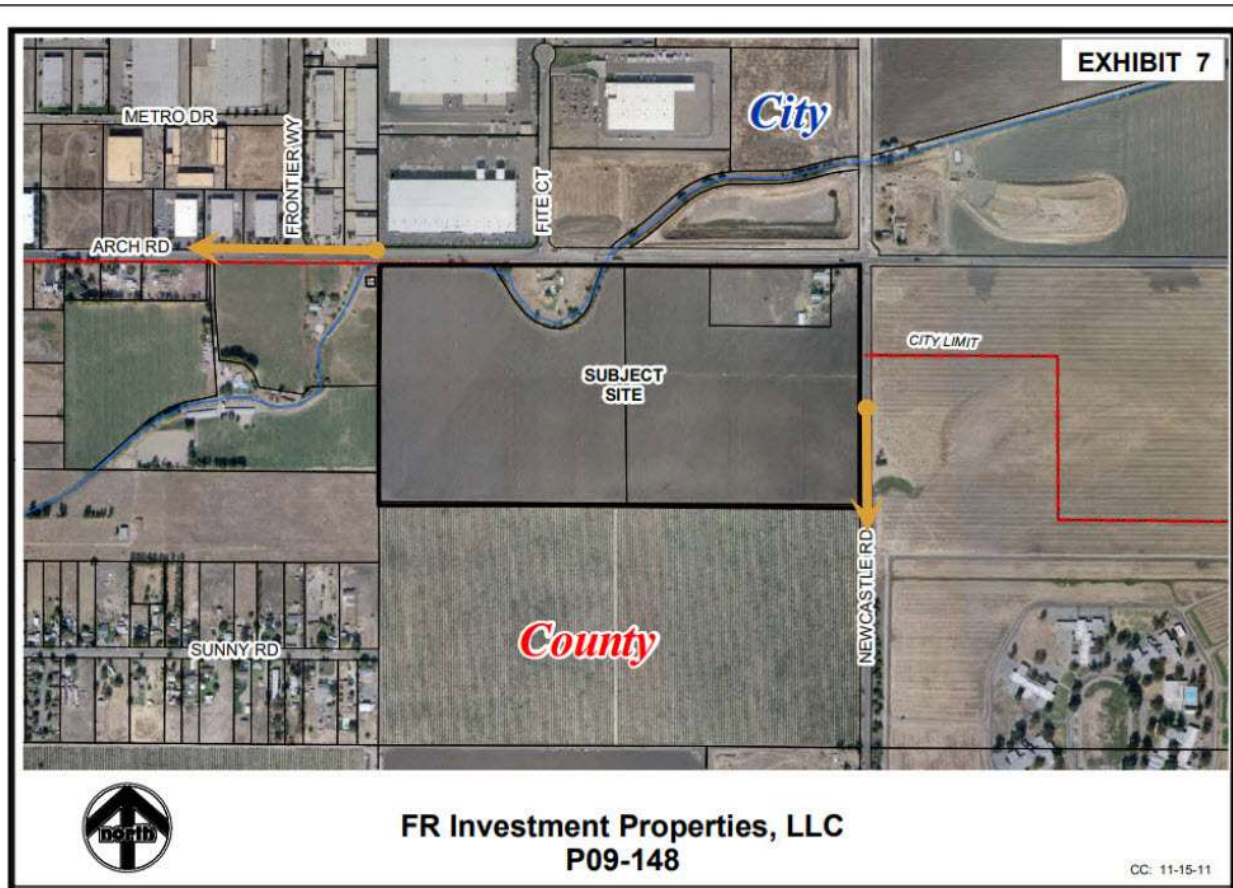 EXHIBIT 7
METRO DR
City
FRONTIER WY
FITE CT
ARCH RD
CITY LIMIT
SUBJECT
SITE
NEWCASTLE RD
County
SUNNY RD
north
FR Investment Properties, LLC
P09-148
CC: 11-15-11